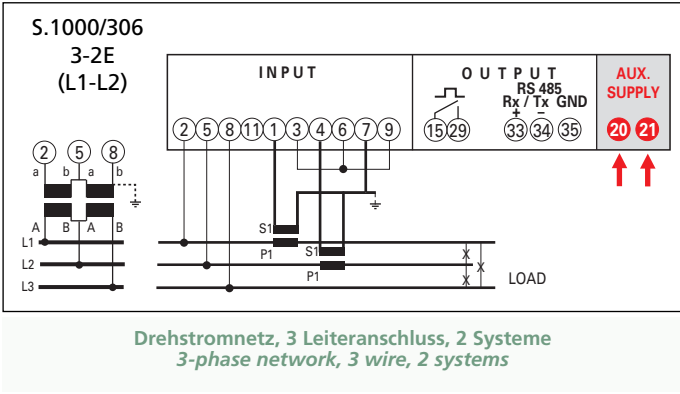 S.1000/306
3-2E
(L1-L2)
INPUT
OUTPUT
RS 485
Rx / Tx GND
+ −
AUX.
SUPPLY
2 5 8 11 1 3 4 6 7 9
15 29 33 34 35 20 21
2 5 8
a b a b
A B A B
S1
P1
S1
P1
L1
L2
L3
X
X
X
LOAD
Drehstromnetz, 3 Leiteranschluss, 2 Systeme
3-phase network, 3 wire, 2 systems